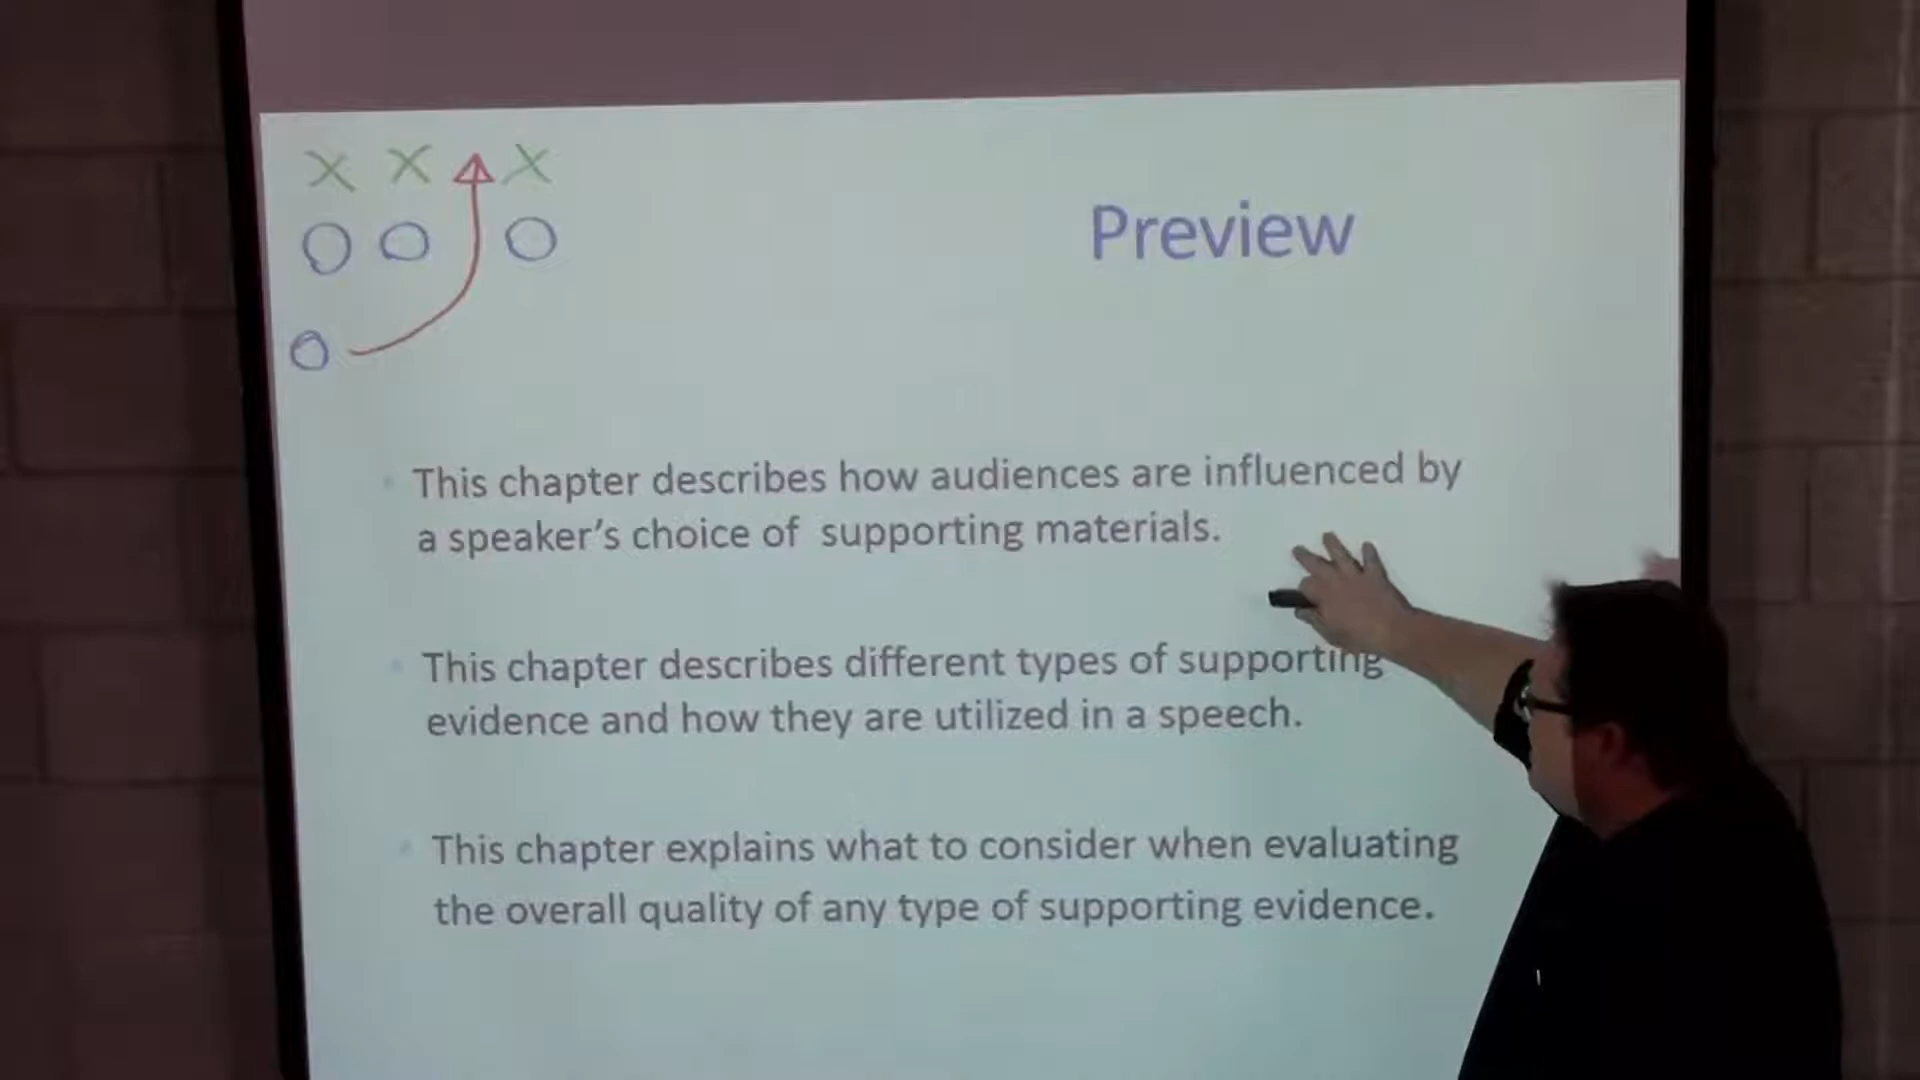 X X X
O O O
O
Preview
This chapter describes how audiences are influenced by
a speaker's choice of supporting materials.
This chapter describes different types of supporting
evidence and how they are utilized in a speech.
This chapter explains what to consider when evaluating
the overall quality of any type of supporting evidence.